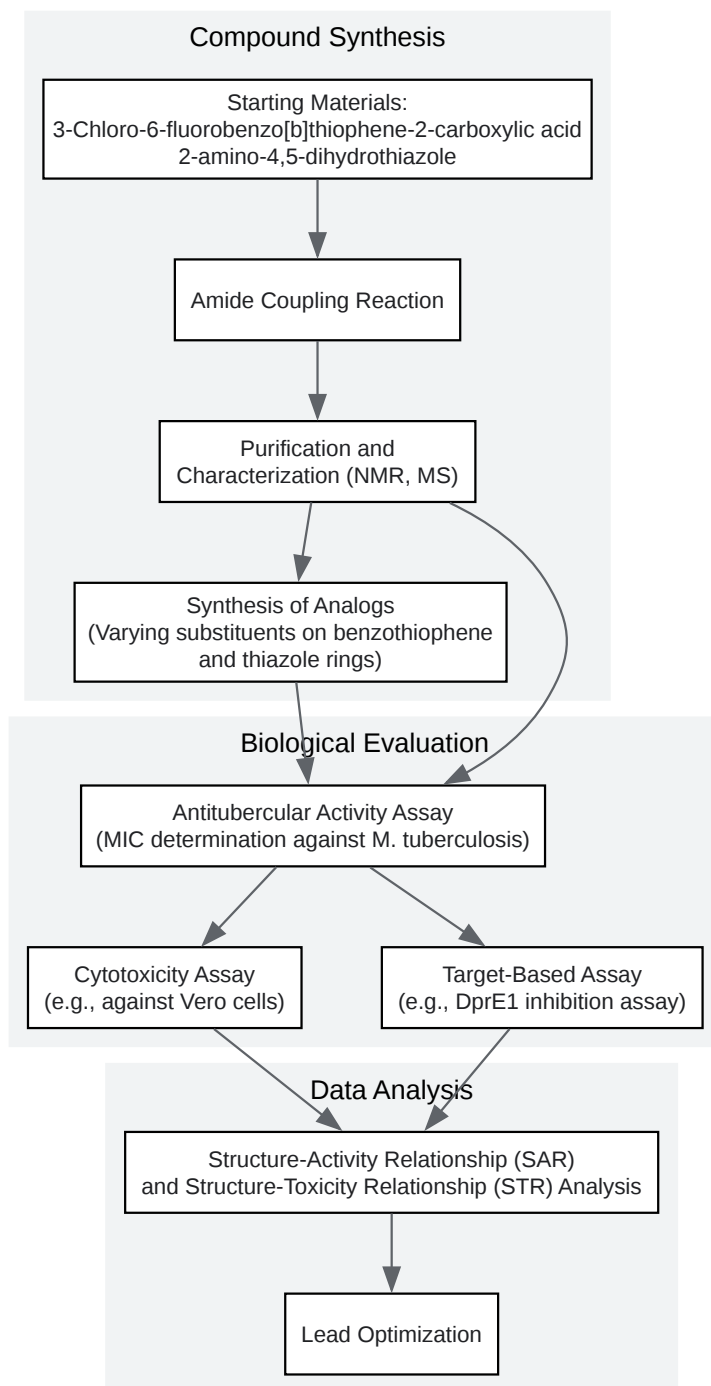 Compound Synthesis
Starting Materials:
3-Chloro-6-fluorobenzo[b]thiophene-2-carboxylic acid
2-amino-4,5-dihydrothiazole
Amide Coupling Reaction
Purification and
Characterization (NMR, MS)
Synthesis of Analogs
(Varying substituents on benzothiophene
and thiazole rings)
Biological Evaluation
Antitubercular Activity Assay
(MIC determination against M. tuberculosis)
Cytotoxicity Assay
(e.g., against Vero cells)
Target-Based Assay
(e.g., DprE1 inhibition assay)
Data Analysis
Structure-Activity Relationship (SAR)
and Structure-Toxicity Relationship (STR) Analysis
Lead Optimization